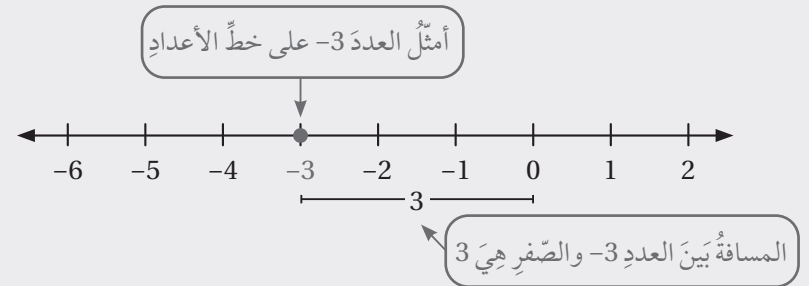 أمثّلُ العددَ 3– على خطِّ الأعدادِ
–6 –5 –4 –3 –2 –1 0 1 2
3
المسافةُ بَينَ العددِ 3– والصّفرِ هِيَ 3